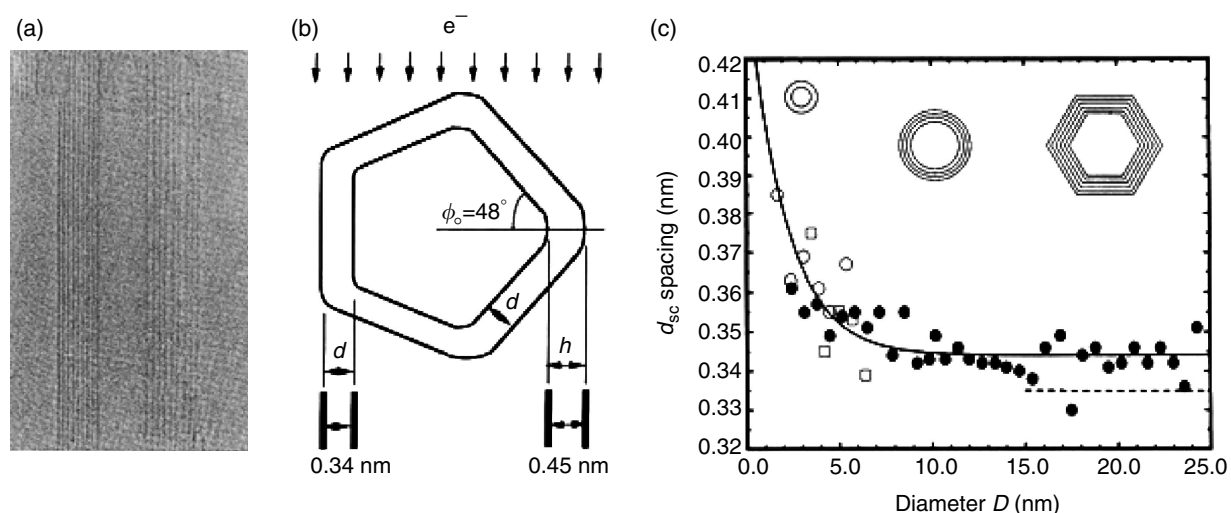 (a)
(b)
e⁻
ϕₒ=48°
d
d
h
0.34 nm
0.45 nm
(c)
d_sc spacing (nm)
0.42
0.41
0.40
0.39
0.38
0.37
0.36
0.35
0.34
0.33
0.32
0.0
5.0
10.0
15.0
20.0
25.0
Diameter D (nm)